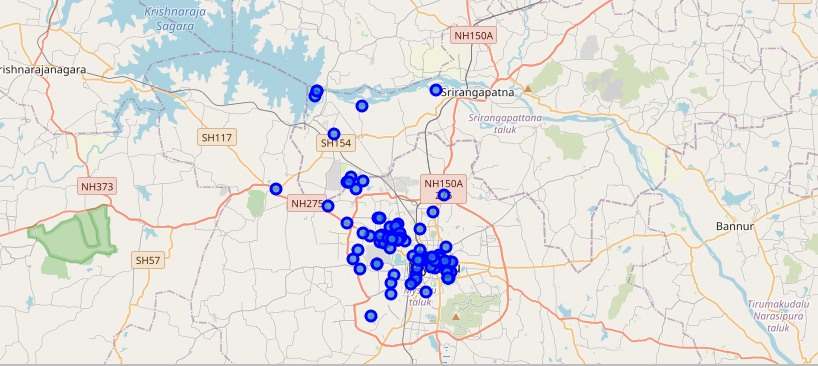 Krishnaraja
Sagara
NH150A
rishnarajanagara
Srirangapatna
Srirangapattana
taluk
SH117
SH154
NH373
NH150A
NH275
Bannur
SH57
taluk
Tirumakudalu
Narasipura
taluk